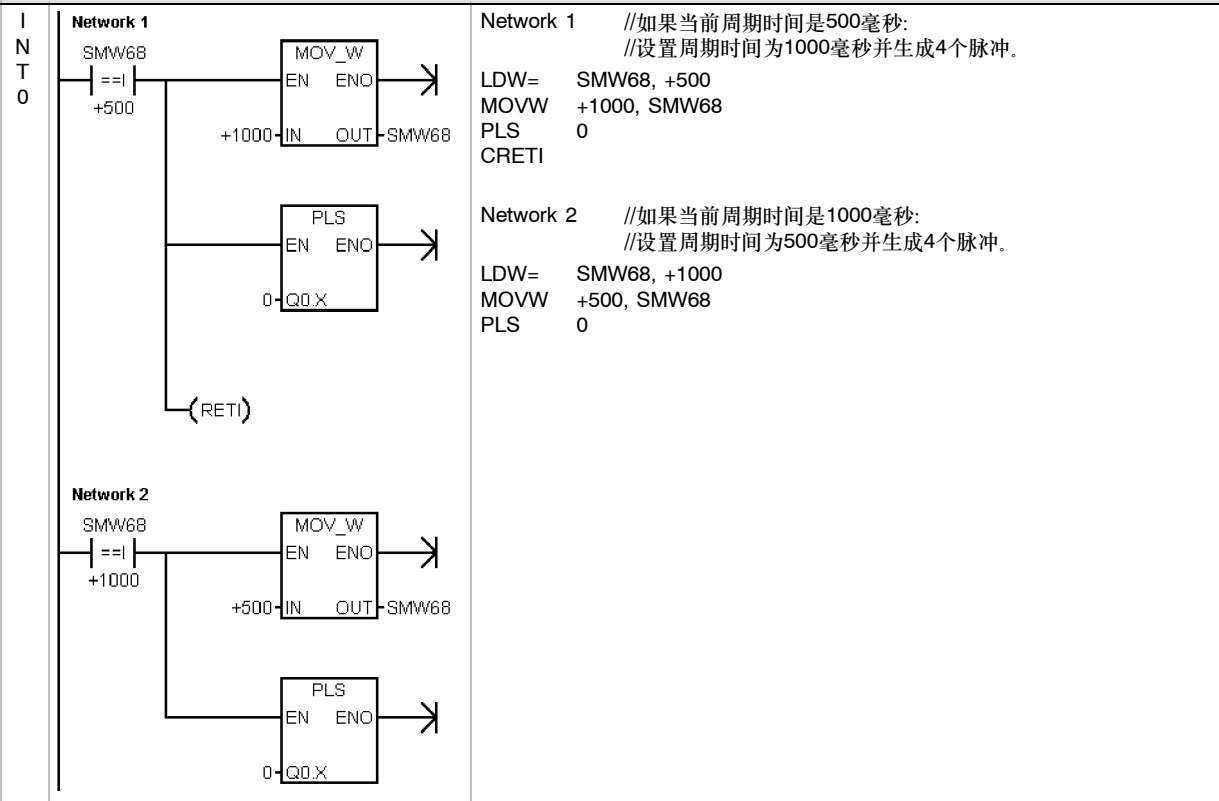 I
N
T
0
Network 1
SMW68
==I
+500
MOV_W
EN ENO
+1000 IN OUT SMW68
PLS
EN ENO
0 Q0.X
RETI
Network 2
SMW68
==I
+1000
MOV_W
EN ENO
+500 IN OUT SMW68
PLS
EN ENO
0 Q0.X
Network 1 //如果当前周期时间是500毫秒:
//设置周期时间为1000毫秒并生成4个脉冲。
LDW= SMW68, +500
MOVW +1000, SMW68
PLS 0
CRETI
Network 2 //如果当前周期时间是1000毫秒:
//设置周期时间为500毫秒并生成4个脉冲。
LDW= SMW68, +1000
MOVW +500, SMW68
PLS 0